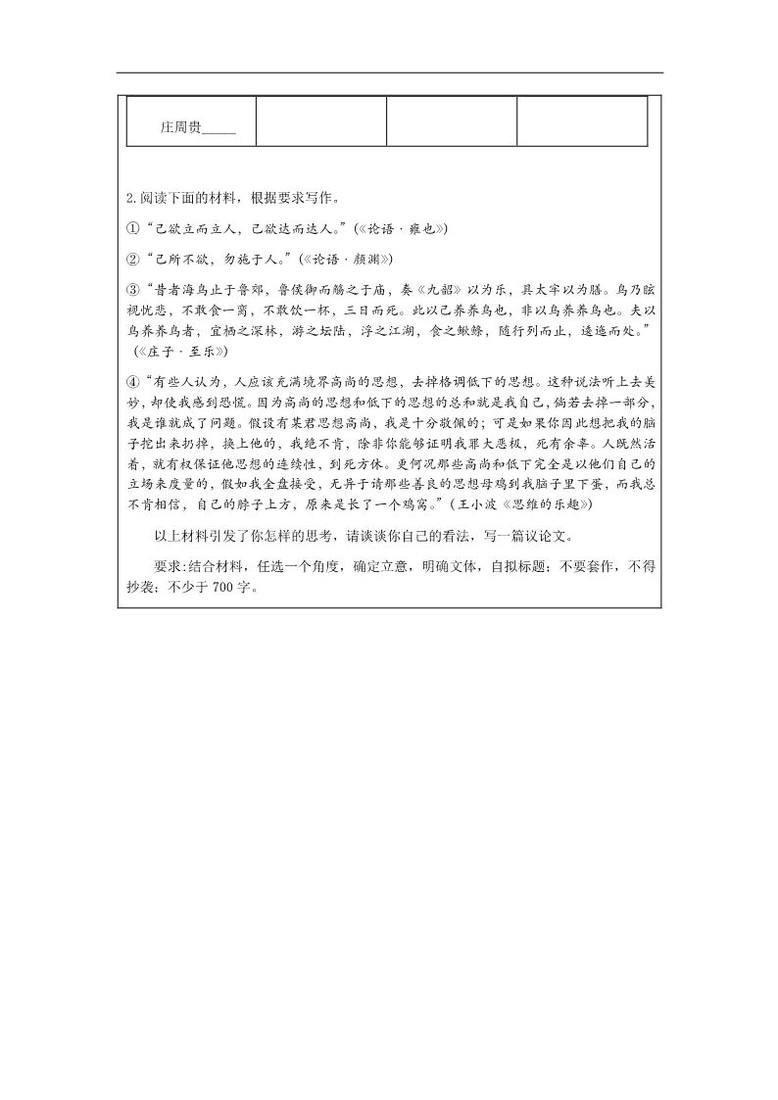 庄周贵_____
2.阅读下面的材料，根据要求写作。
①“己欲立而立人，己欲达而达人。”(《论语·雍也》)
②“己所不欲，勿施于人。”(《论语·颜渊》)
③“昔者海鸟止于鲁郊，鲁侯御而觞之于庙，奏《九韶》以为乐，具太牢以为膳。鸟乃眩
视忧悲，不敢食一脔，不敢饮一杯，三日而死。此以己养养鸟也，非以鸟养养鸟也。夫以
鸟养养鸟者，宜栖之深林，游之坛陆，浮之江湖，食之鳅鲦，随行列而止，逶迤而处。”
(《庄子·至乐》)
④“有些人认为，人应该充满境界高尚的思想，去掉格调低下的思想。这种说法听上去美
妙，却使我感到恐慌。因为高尚的思想和低下的思想的总和就是我自己，倘若去掉一部分，
我是谁就成了问题。假设有某君思想高尚，我是十分敬佩的；可是如果你因此想把我的脑
子挖出来扔掉，换上他的，我绝不肯，除非你能够证明我罪大恶极，死有余辜。人既然活
着，就有权保证他思想的连续性，到死方休。更何况那些高尚和低下完全是以他们自己的
立场来度量的，假如我全盘接受，无异于请那些善良的思想母鸡到我脑子里下蛋，而我总
不肯相信，自己的脖子上方，原来是长了一个鸡窝。”(王小波《思维的乐趣》)
以上材料引发了你怎样的思考，请谈谈你自己的看法，写一篇议论文。
要求:结合材料，任选一个角度，确定立意，明确文体，自拟标题；不要套作，不得
抄袭；不少于 700 字。